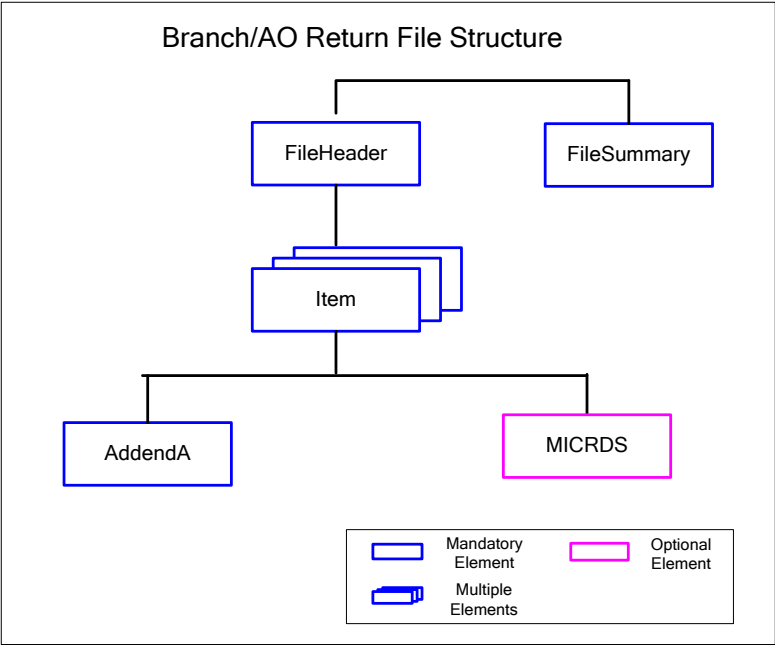 Branch/AO Return File Structure
FileHeader
FileSummary
Item
AddendA
MICRDS
Mandatory
Element
Optional
Element
Multiple
Elements